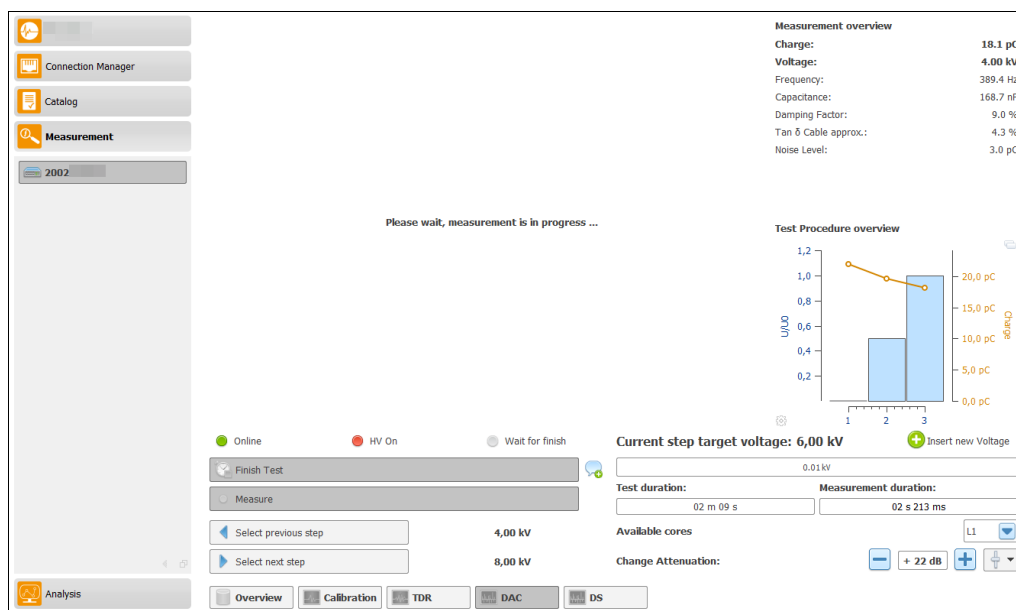 Connection Manager
Catalog
Measurement
2002
Analysis
Please wait, measurement is in progress ...
Measurement overview
Charge: 18.1 pC
Voltage: 4.00 kV
Frequency: 389.4 Hz
Capacitance: 168.7 nF
Damping Factor: 9.0 %
Tan δ Cable approx.: 4.3 %
Noise Level: 3.0 pC
Test Procedure overview
1,2
1,0
0,8
0,6
0,4
0,2
U/U0
20,0 pC
15,0 pC
10,0 pC
5,0 pC
0,0 pC
Charge
1 2 3
Online HV On Wait for finish
Finish Test
Measure
Select previous step 4,00 kV
Select next step 8,00 kV
Current step target voltage: 6,00 kV Insert new Voltage
0.01 kV
Test duration: Measurement duration:
02 m 09 s 02 s 213 ms
Available cores L1
Change Attenuation: + 22 dB
Overview Calibration TDR DAC DS